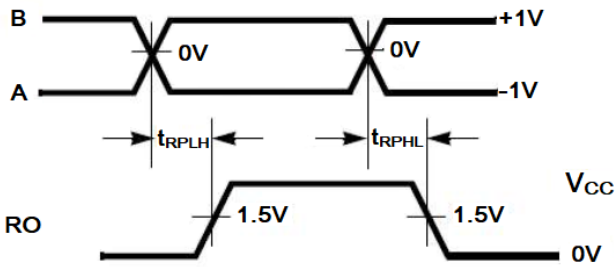 B +1V
0V 0V
A -1V
tRPLH tRPHL
VCC
RO 1.5V 1.5V
0V